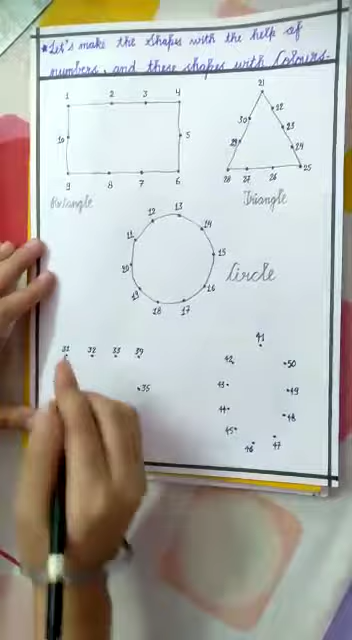 * Let's make the shapes with the help of
numbers, and these shapes with Colours.
1 2 3 4
10 5
9 8 7 6
Rectangle
21
30 22
29 23
24
28 27 26 25
Triangle
12 13 14
11 15
20 16
19 18 17
Circle
31 32 33 34
35
41
42 50
43 49
44 48
45 46 47